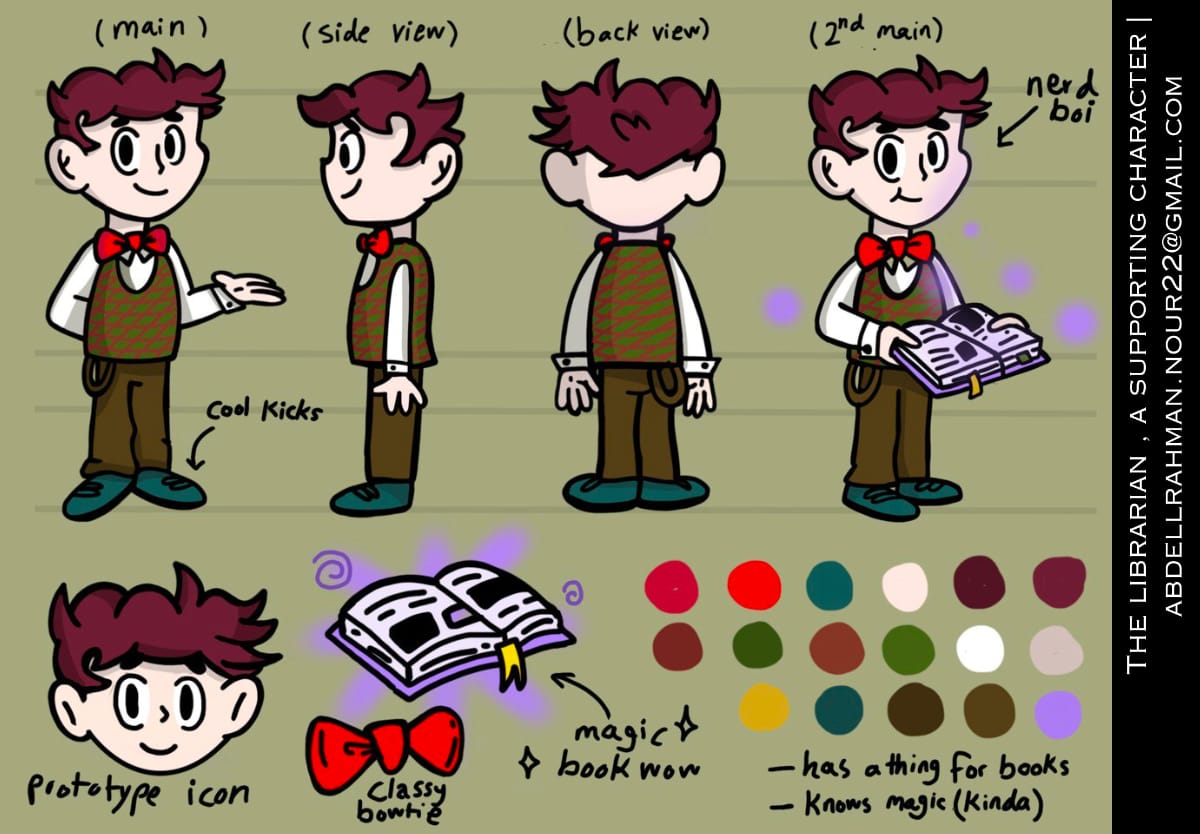 (main)
(side view)
(back view)
(2nd main)
nerd
boi
cool kicks
prototype icon
classy
bowtie
magic
book wow
– has a thing for books
– knows magic (kinda)
THE LIBRARIAN , A SUPPORTING CHARACTER |
ABDELLRAHMAN.NOUR22@GMAIL.COM